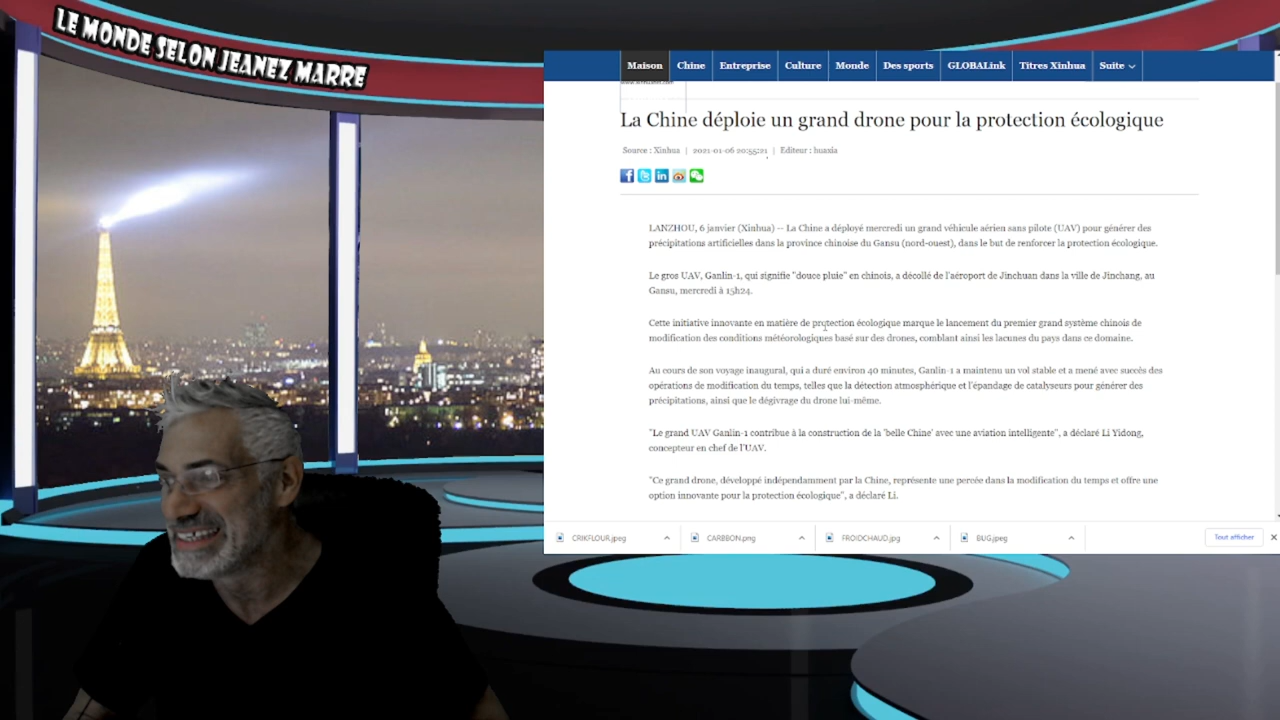 LE MONDE SELON JEANEZ MARRE
Maison Chine Entreprise Culture Monde Des sports GLOBALink Titres Xinhua Suite
La Chine déploie un grand drone pour la protection écologique
Source : Xinhua | 2021-01-06 20:55:21 | Editeur : huaxia
LANZHOU, 6 janvier (Xinhua) -- La Chine a déployé mercredi un grand véhicule aérien sans pilote (UAV) pour générer des
précipitations artificielles dans la province chinoise du Gansu (nord-ouest), dans le but de renforcer la protection écologique.
Le gros UAV, Ganlin-1, qui signifie "douce pluie" en chinois, a décollé de l'aéroport de Jinchuan dans la ville de Jinchang, au
Gansu, mercredi à 15h24.
Cette initiative innovante en matière de protection écologique marque le lancement du premier grand système chinois de
modification des conditions météorologiques basé sur des drones, comblant ainsi les lacunes du pays dans ce domaine.
Au cours de son voyage inaugural, qui a duré environ 40 minutes, Ganlin-1 a maintenu un vol stable et a mené avec succès des
opérations de modification du temps, telles que la détection atmosphérique et l'épandage de catalyseurs pour générer des
précipitations, ainsi que le dégivrage du drone lui-même.
"Le grand UAV Ganlin-1 contribue à la construction de la 'belle Chine' avec une aviation intelligente", a déclaré Li Yidong,
concepteur en chef de l'UAV.
"Ce grand drone, développé indépendamment par la Chine, représente une percée dans la modification du temps et offre une
option innovante pour la protection écologique", a déclaré Li.
CRIKFLOUR.jpeg CARBBON.png FROIDCHAUD.jpg BUG.jpeg Tout afficher